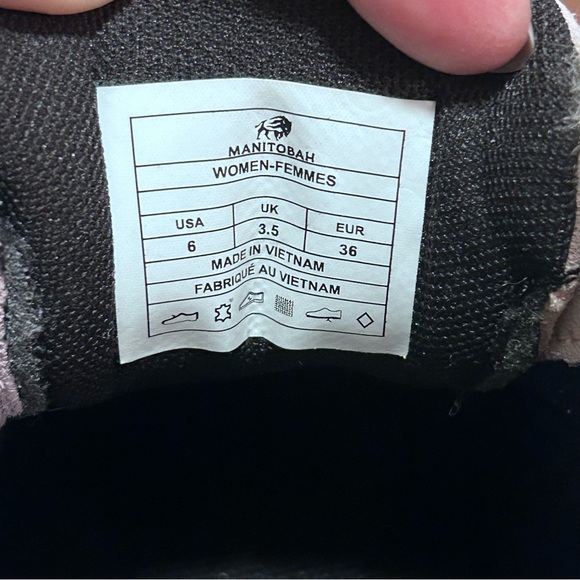 MANITOBAH
WOMEN-FEMMES
USA UK EUR
6 3.5 36
MADE IN VIETNAM
FABRIQUÉ AU VIETNAM